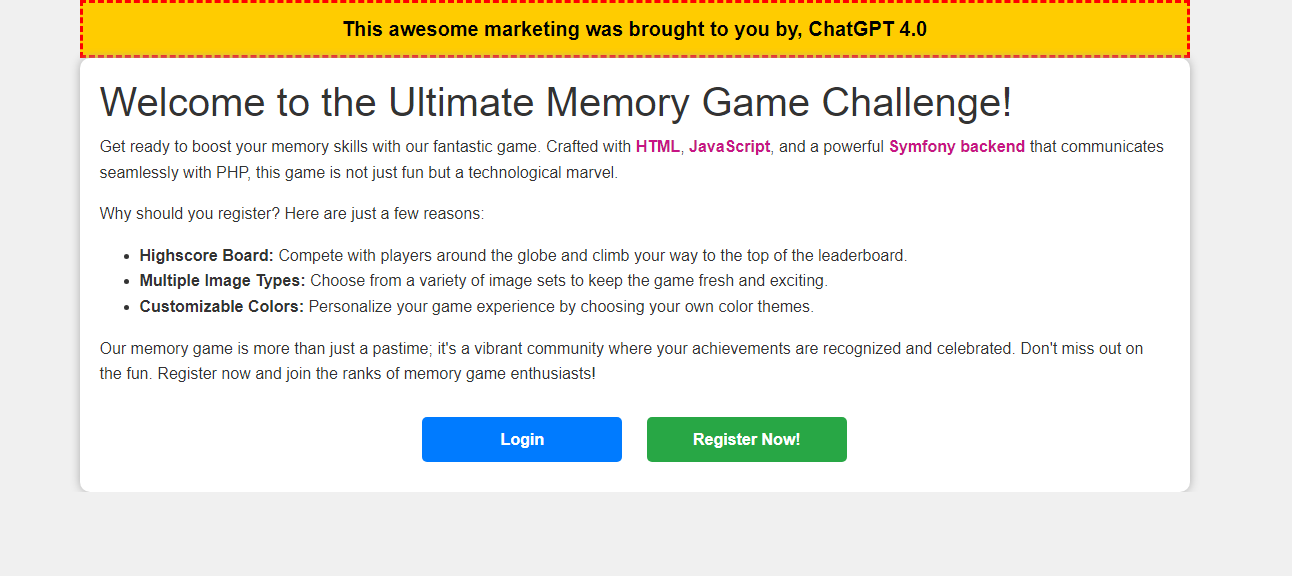 This awesome marketing was brought to you by, ChatGPT 4.0
Welcome to the Ultimate Memory Game Challenge!
Get ready to boost your memory skills with our fantastic game. Crafted with HTML, JavaScript, and a powerful Symfony backend that communicates
seamlessly with PHP, this game is not just fun but a technological marvel.
Why should you register? Here are just a few reasons:
• Highscore Board: Compete with players around the globe and climb your way to the top of the leaderboard.
• Multiple Image Types: Choose from a variety of image sets to keep the game fresh and exciting.
• Customizable Colors: Personalize your game experience by choosing your own color themes.
Our memory game is more than just a pastime; it's a vibrant community where your achievements are recognized and celebrated. Don't miss out on
the fun. Register now and join the ranks of memory game enthusiasts!
Login
Register Now!